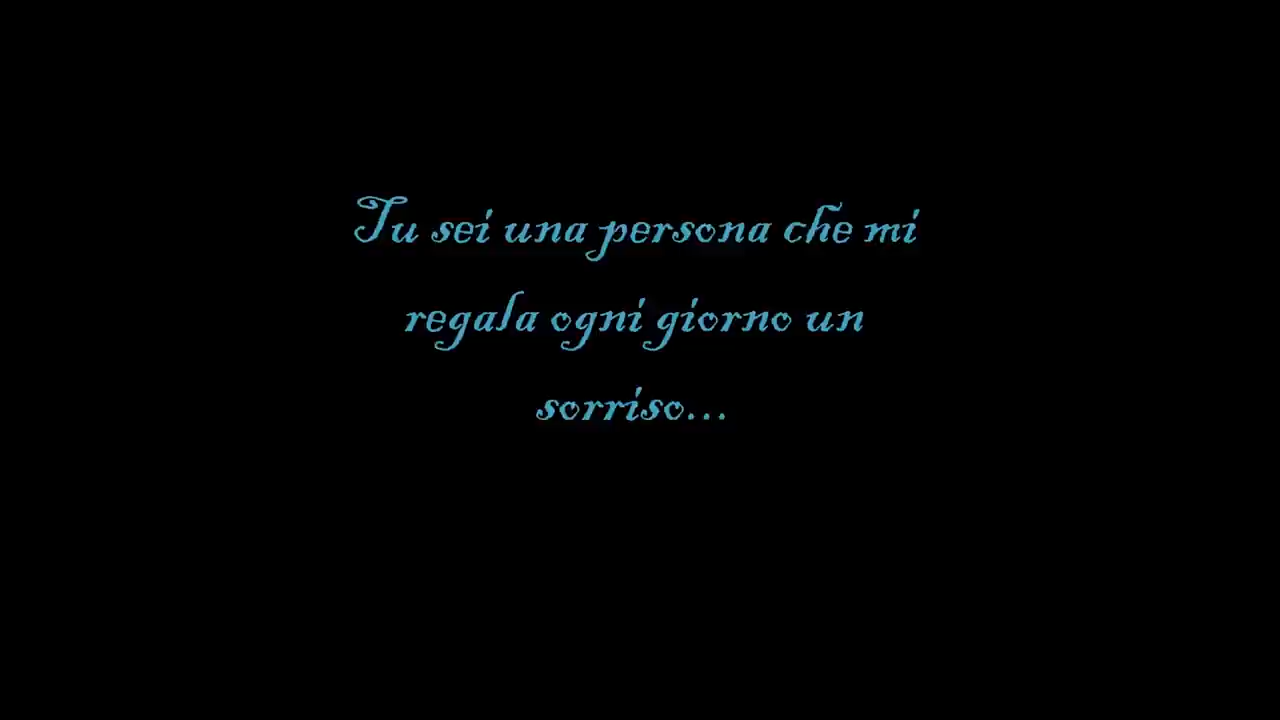 Tu sei una persona che mi
regala ogni giorno un
sorriso...